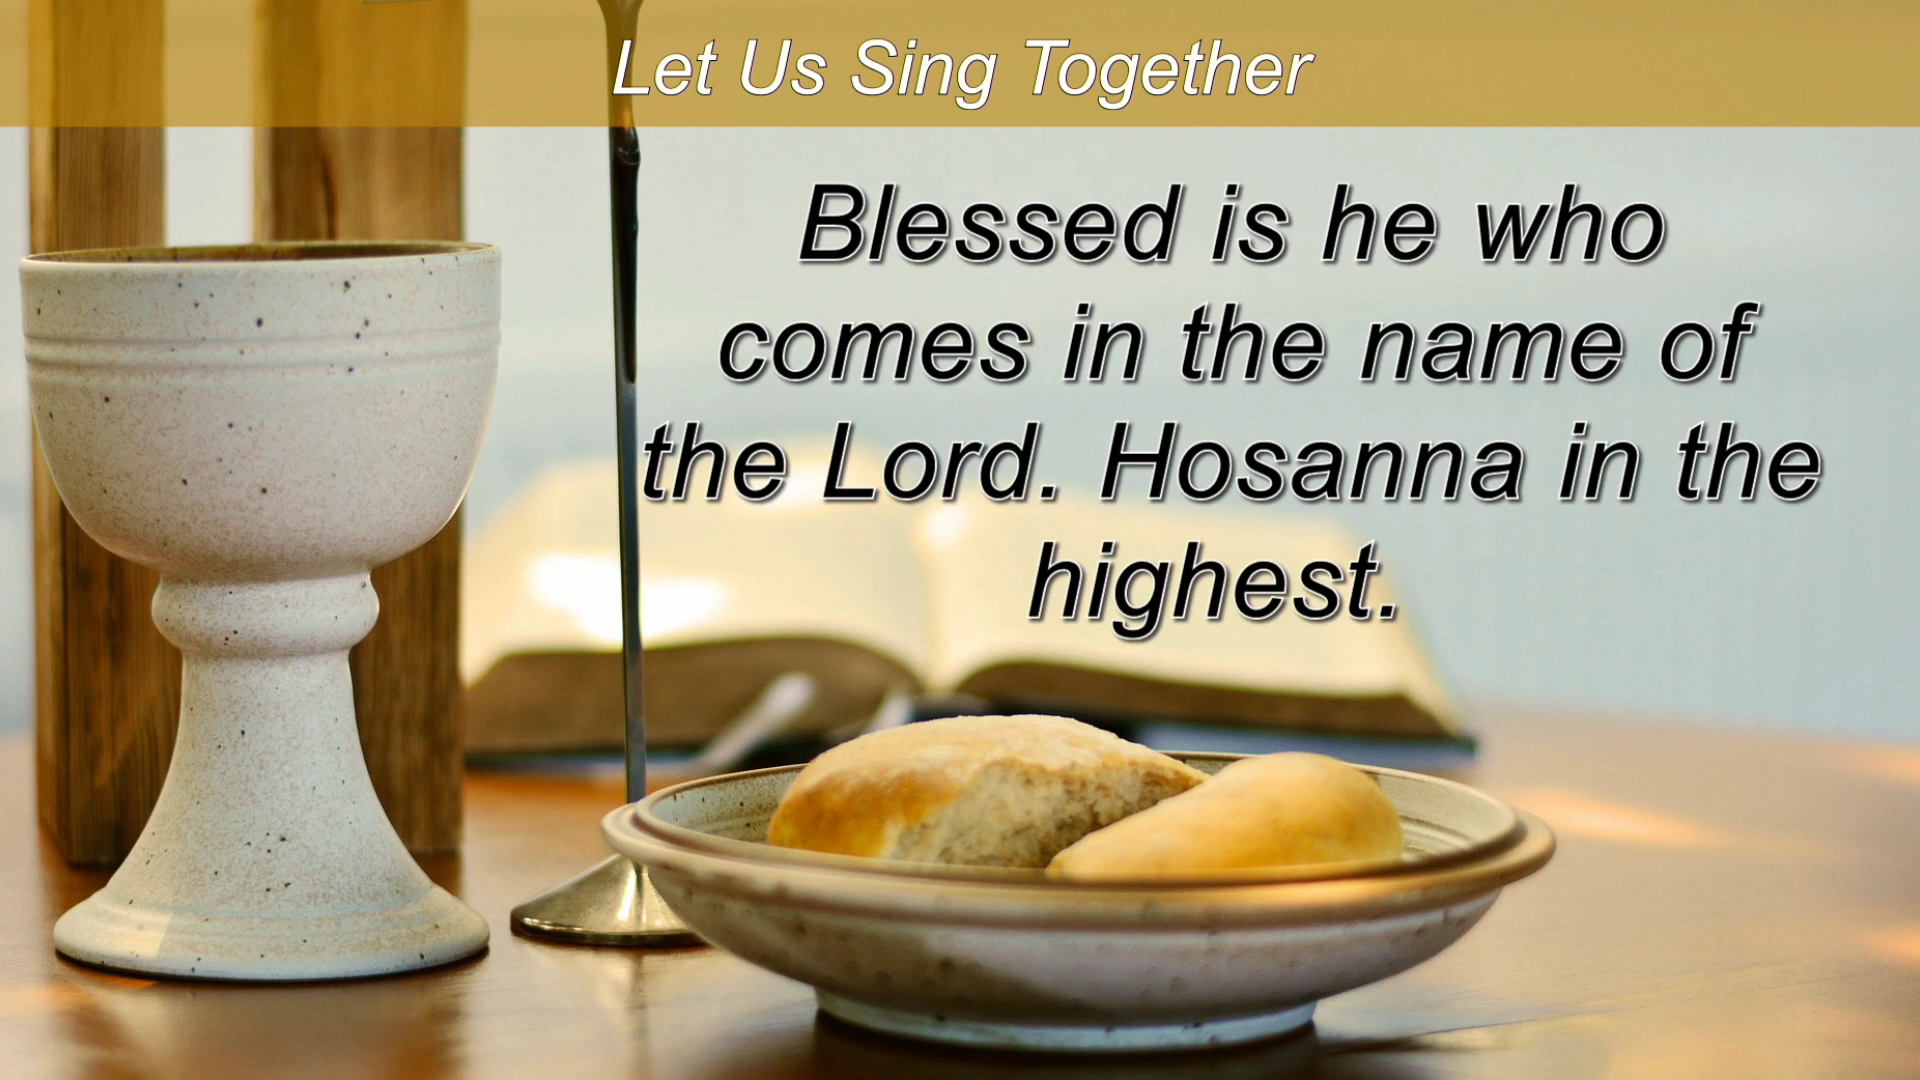 Let Us Sing Together
Blessed is he who
comes in the name of
the Lord. Hosanna in the
highest.